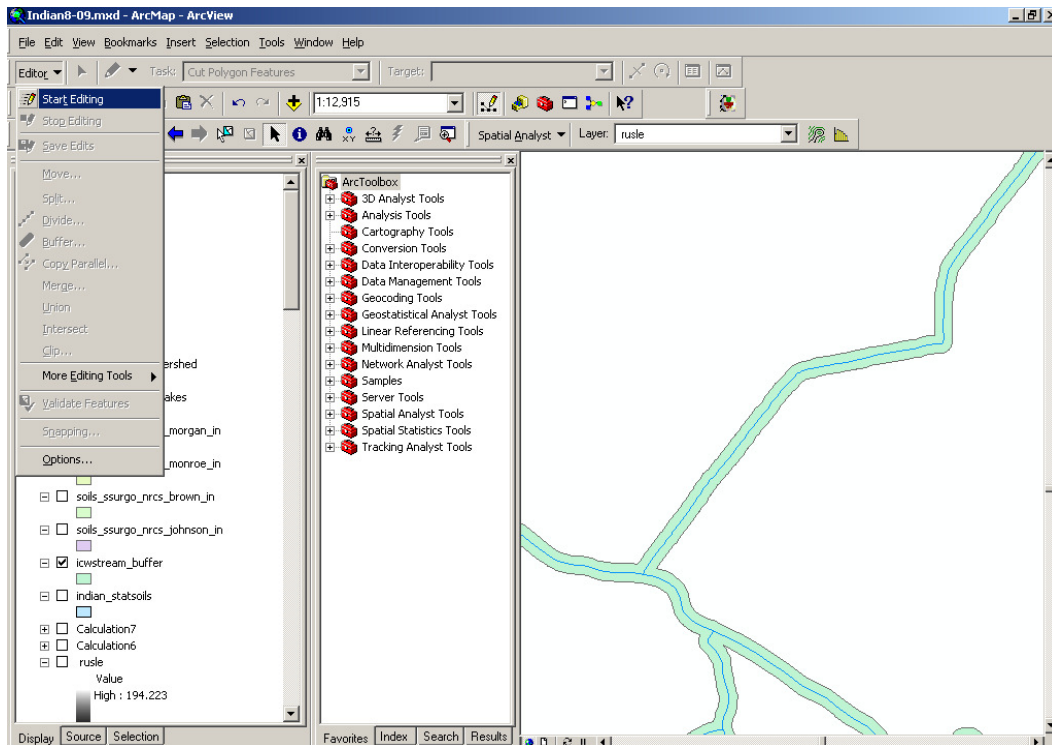 Indian8-09.mxd - ArcMap - ArcView
File Edit View Bookmarks Insert Selection Tools Window Help
Editor Task: Cut Polygon Features Target:
Start Editing
1:12,915
Stop Editing
Spatial Analyst Layer: rusle
Save Edits
Move...
Split...
Divide...
Buffer...
Copy Parallel...
Merge...
Union
Intersect
Clip...
More Editing Tools
Validate Features
Snapping...
Options...
ershed
akes
_morgan_in
_monroe_in
soils_ssurgo_nrcs_brown_in
soils_ssurgo_nrcs_johnson_in
icwstream_buffer
indian_statsoils
Calculation7
Calculation6
rusle
Value
High : 194.223
Display Source Selection
ArcToolbox
3D Analyst Tools
Analysis Tools
Cartography Tools
Conversion Tools
Data Interoperability Tools
Data Management Tools
Geocoding Tools
Geostatistical Analyst Tools
Linear Referencing Tools
Multidimension Tools
Network Analyst Tools
Samples
Server Tools
Spatial Analyst Tools
Spatial Statistics Tools
Tracking Analyst Tools
Favorites Index Search Results